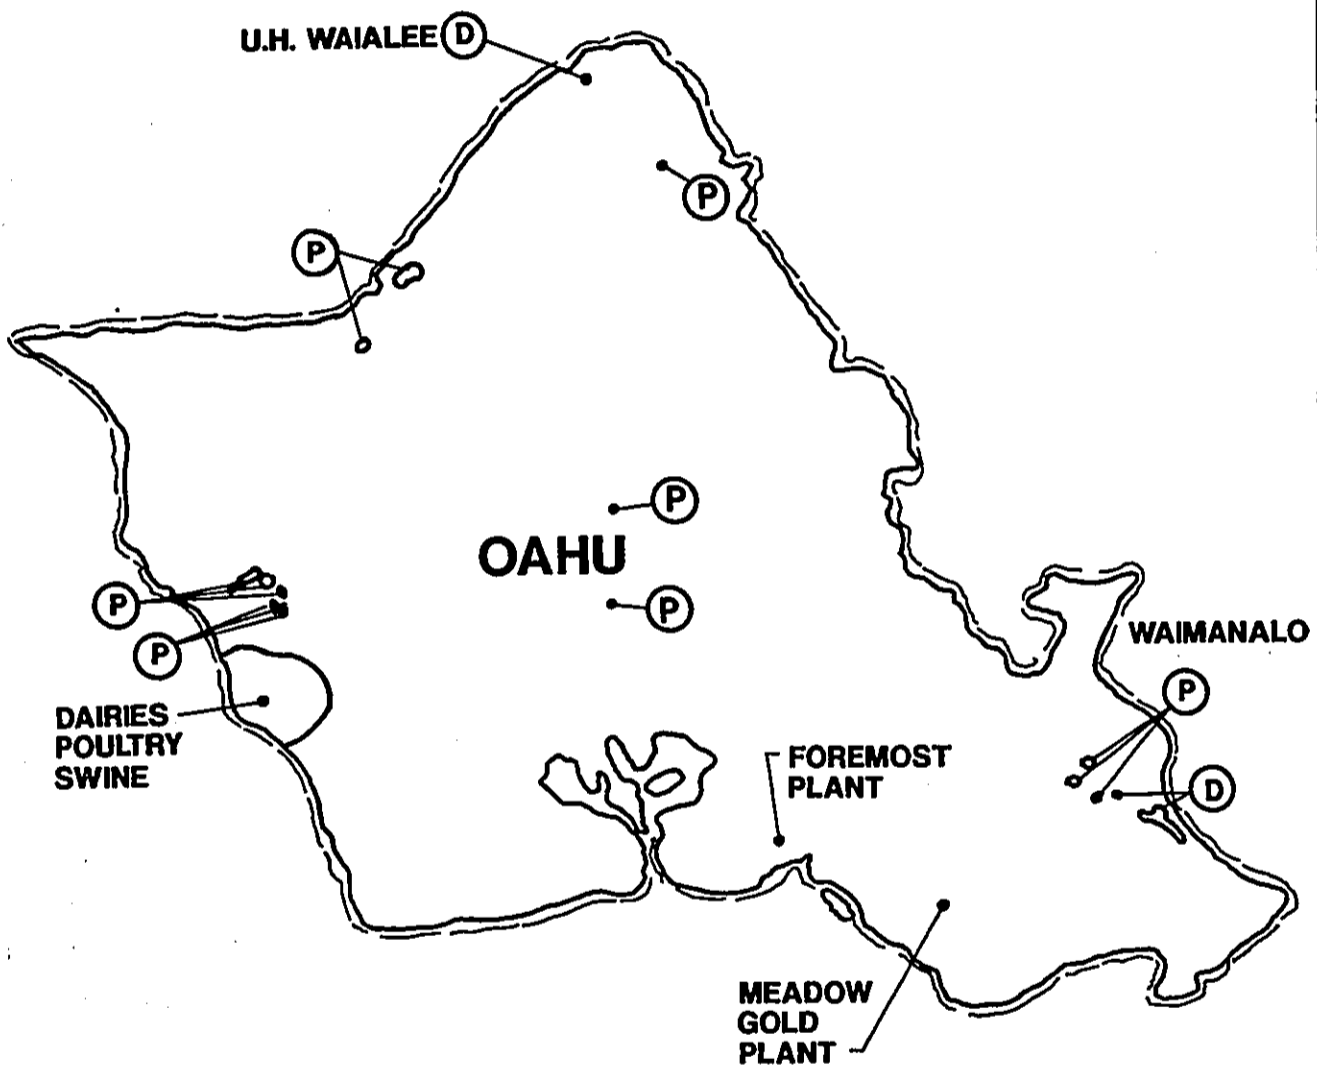 U.H. WAIALEE D
P
P
P
OAHU
P
P
P
WAIMANALO
P
D
DAIRIES
POULTRY
SWINE
FOREMOST
PLANT
MEADOW
GOLD
PLANT